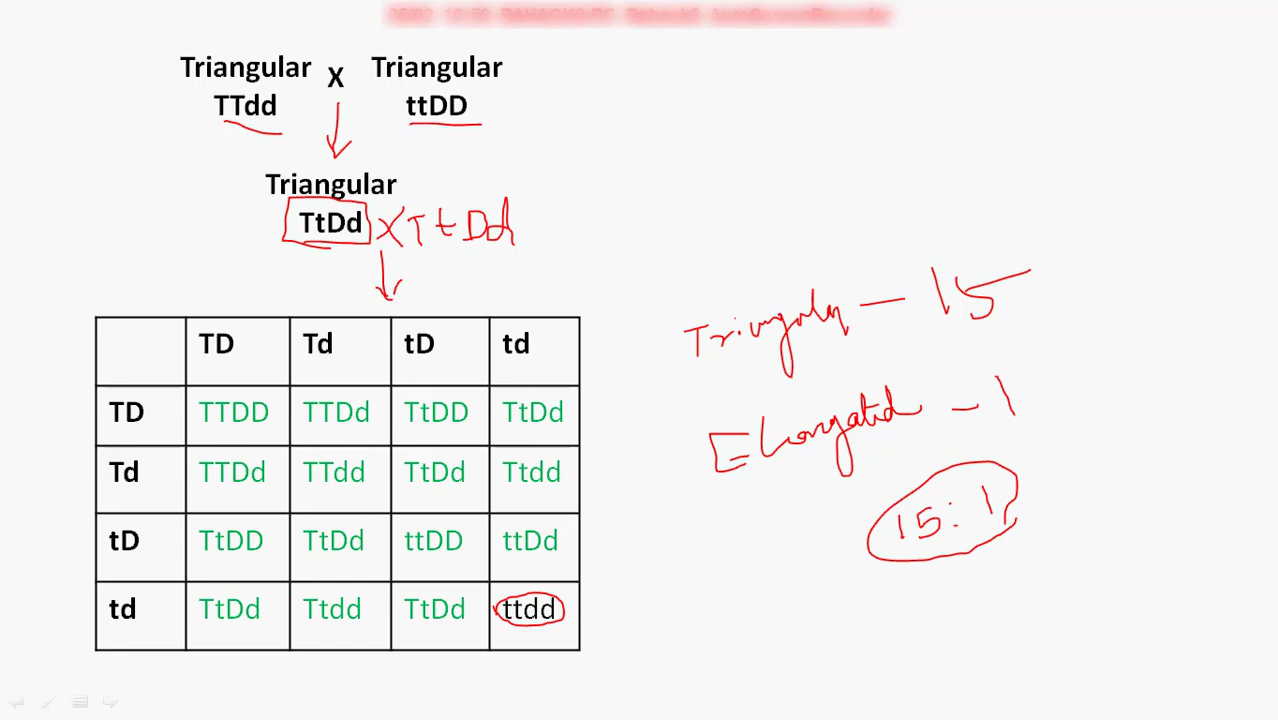 Triangular X Triangular
TTdd ttDD
Triangular
TtDd X TtDd
TD Td tD td
TD TTDD TTDd TtDD TtDd
Td TTDd TTdd TtDd Ttdd
tD TtDD TtDd ttDD ttDd
td TtDd Ttdd TtDd ttdd
Triangular — 15
Elongated - 1
15:1